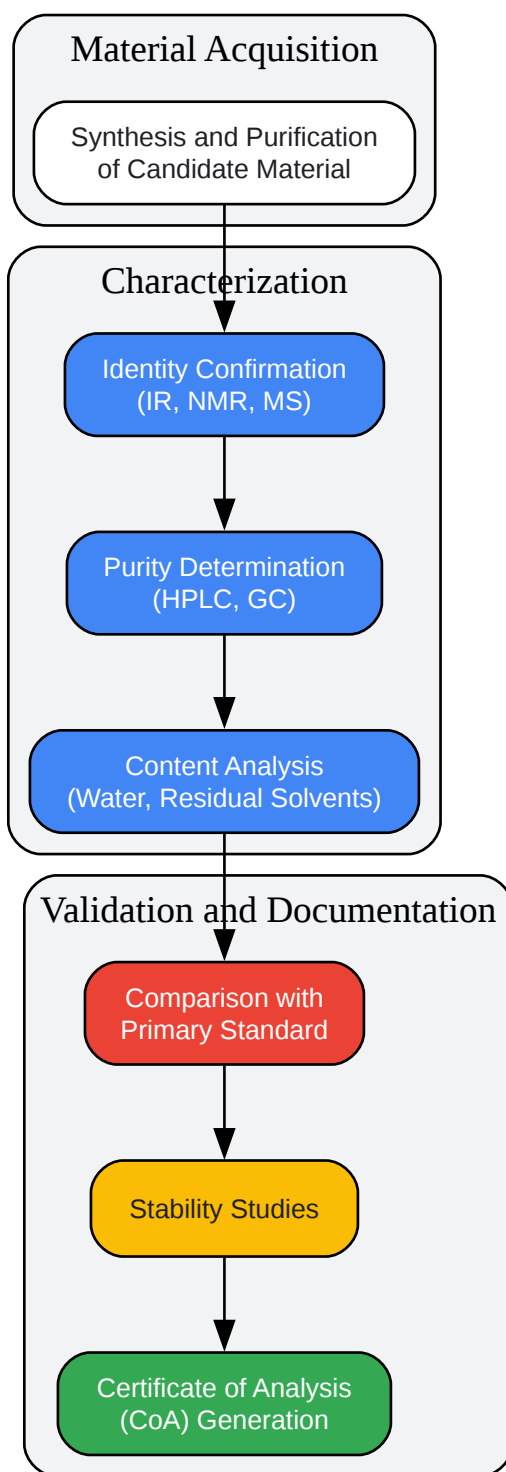 Material Acquisition
Synthesis and Purification
of Candidate Material
Characterization
Identity Confirmation
(IR, NMR, MS)
Purity Determination
(HPLC, GC)
Content Analysis
(Water, Residual Solvents)
Validation and Documentation
Comparison with
Primary Standard
Stability Studies
Certificate of Analysis
(CoA) Generation